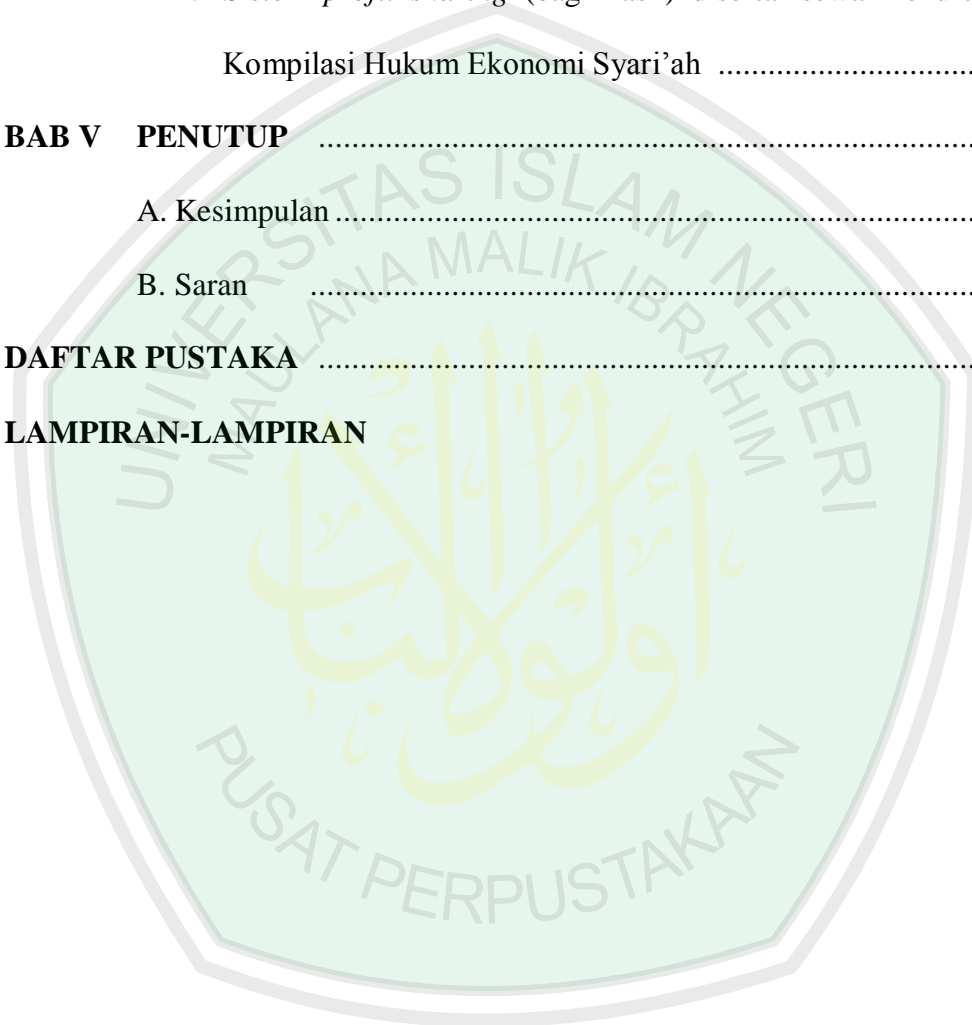 Kompilasi Hukum Ekonomi Syari’ah ............................
BAB V PENUTUP ................................................................................
A. Kesimpulan ..............................................................................
B. Saran .................................................................................
DAFTAR PUSTAKA ................................................................................
LAMPIRAN-LAMPIRAN
UNIVERSITAS ISLAM NEGERI
MAULANA MALIK IBRAHIM
PUSAT PERPUSTAKAAN